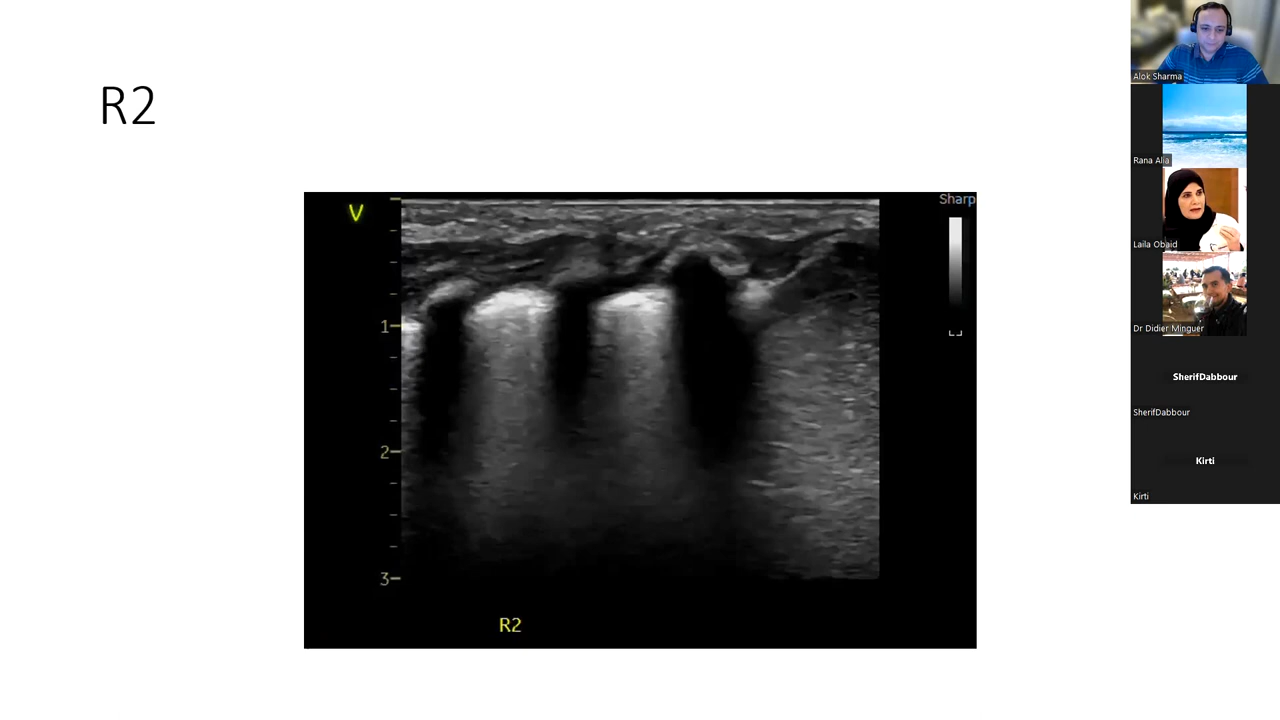 R2
V
Sharp
1
2
3
R2
Alok Sharma
Rana Alia
Laila Obaid
Dr Didier Minguer
SherifDabbour
SherifDabbour
Kirti
Kirti